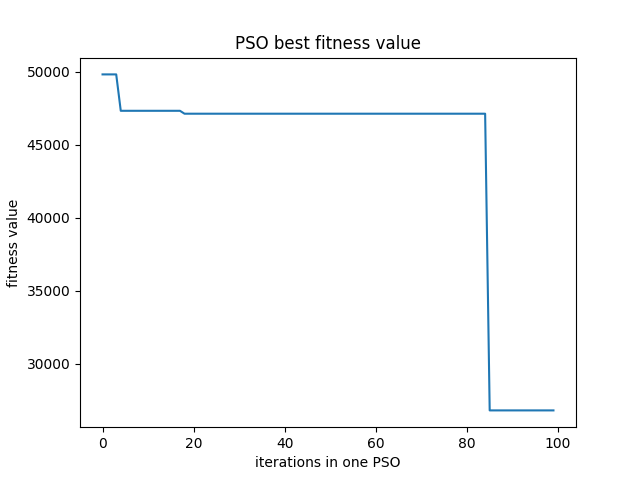 PSO best fitness value
50000
45000
40000
35000
30000
fitness value
0 20 40 60 80 100
iterations in one PSO